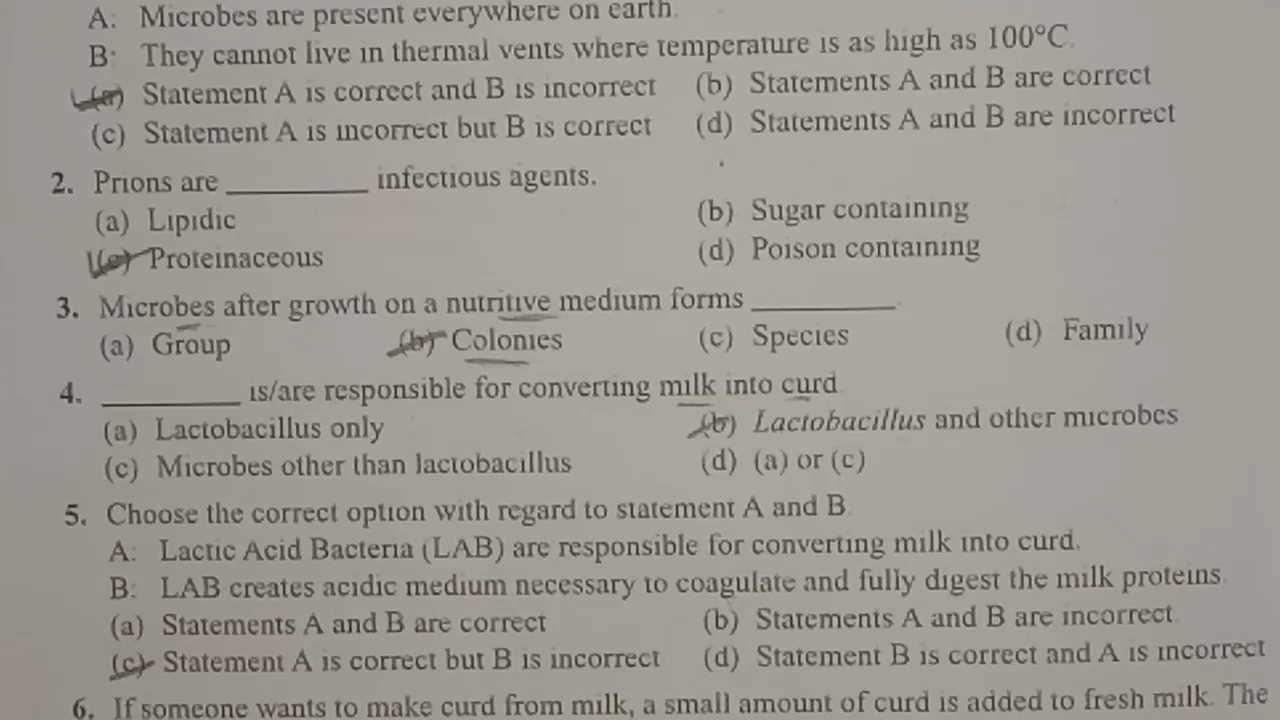 A: Microbes are present everywhere on earth.
B: They cannot live in thermal vents where temperature is as high as 100°C.
(a) Statement A is correct and B is incorrect (b) Statements A and B are correct
(c) Statement A is incorrect but B is correct (d) Statements A and B are incorrect
2. Prions are __________ infectious agents.
(a) Lipidic (b) Sugar containing
(c) Proteinaceous (d) Poison containing
3. Microbes after growth on a nutritive medium forms __________.
(a) Group (b) Colonies (c) Species (d) Family
4. __________ is/are responsible for converting milk into curd.
(a) Lactobacillus only (b) Lactobacillus and other microbes
(c) Microbes other than lactobacillus (d) (a) or (c)
5. Choose the correct option with regard to statement A and B.
A: Lactic Acid Bacteria (LAB) are responsible for converting milk into curd.
B: LAB creates acidic medium necessary to coagulate and fully digest the milk proteins.
(a) Statements A and B are correct (b) Statements A and B are incorrect.
(c) Statement A is correct but B is incorrect (d) Statement B is correct and A is incorrect
6. If someone wants to make curd from milk, a small amount of curd is added to fresh milk. The